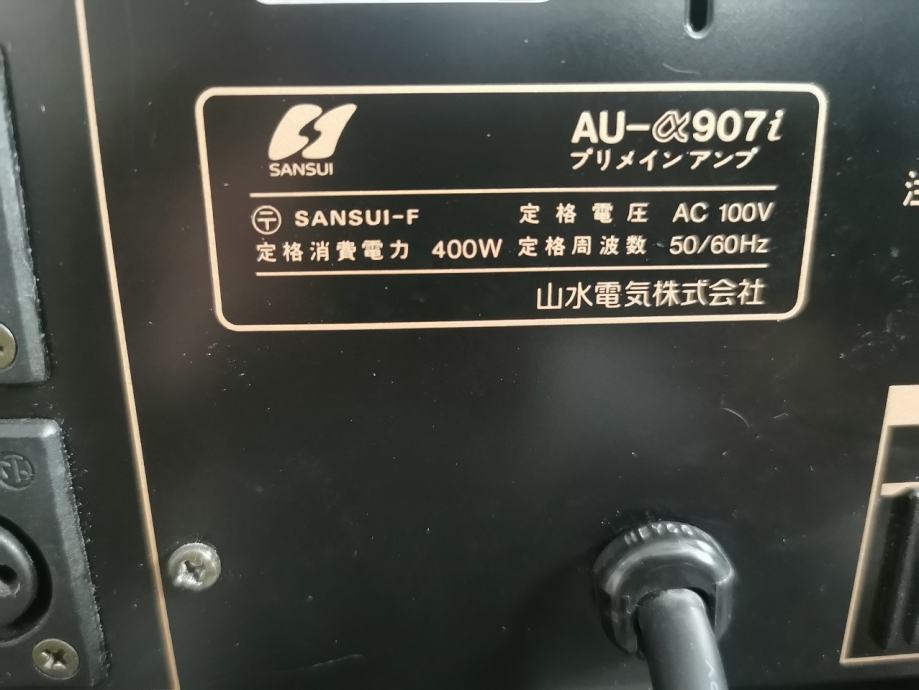 SANSUI
AU-α907i
プリメインアンプ
〒 SANSUI-F 定格電圧 AC 100V
定格消費電力 400W 定格周波数 50/60Hz
山水電気株式会社
注
HEYCO